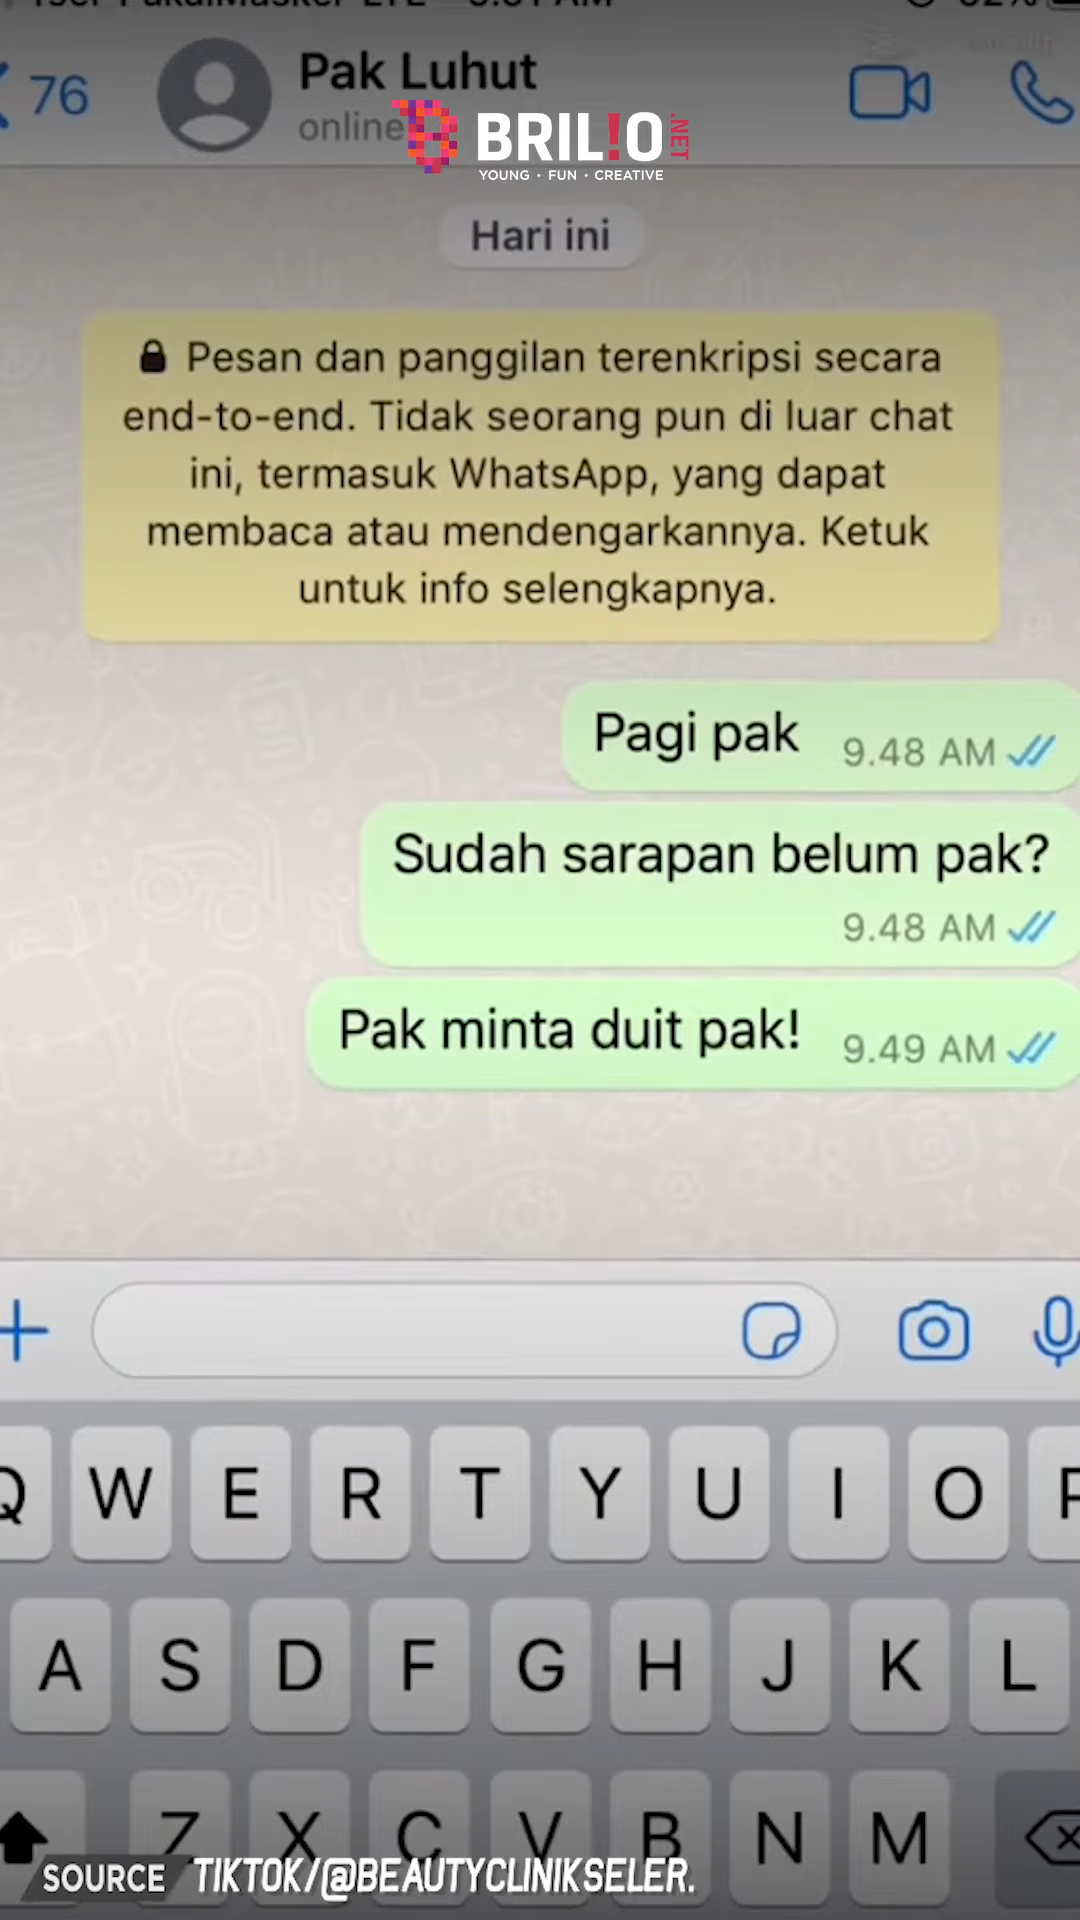 76
Pak Luhut
online
BRIL!O
.NET
YOUNG · FUN · CREATIVE
Hari ini
Pesan dan panggilan terenkripsi secara
end-to-end. Tidak seorang pun di luar chat
ini, termasuk WhatsApp, yang dapat
membaca atau mendengarkannya. Ketuk
untuk info selengkapnya.
Pagi pak 9.48 AM
Sudah sarapan belum pak?
9.48 AM
Pak minta duit pak! 9.49 AM
Q W E R T Y U I O P
A S D F G H J K L
Z X C V B N M
SOURCE TIKTOK/@BEAUTYCLINIKSELER.